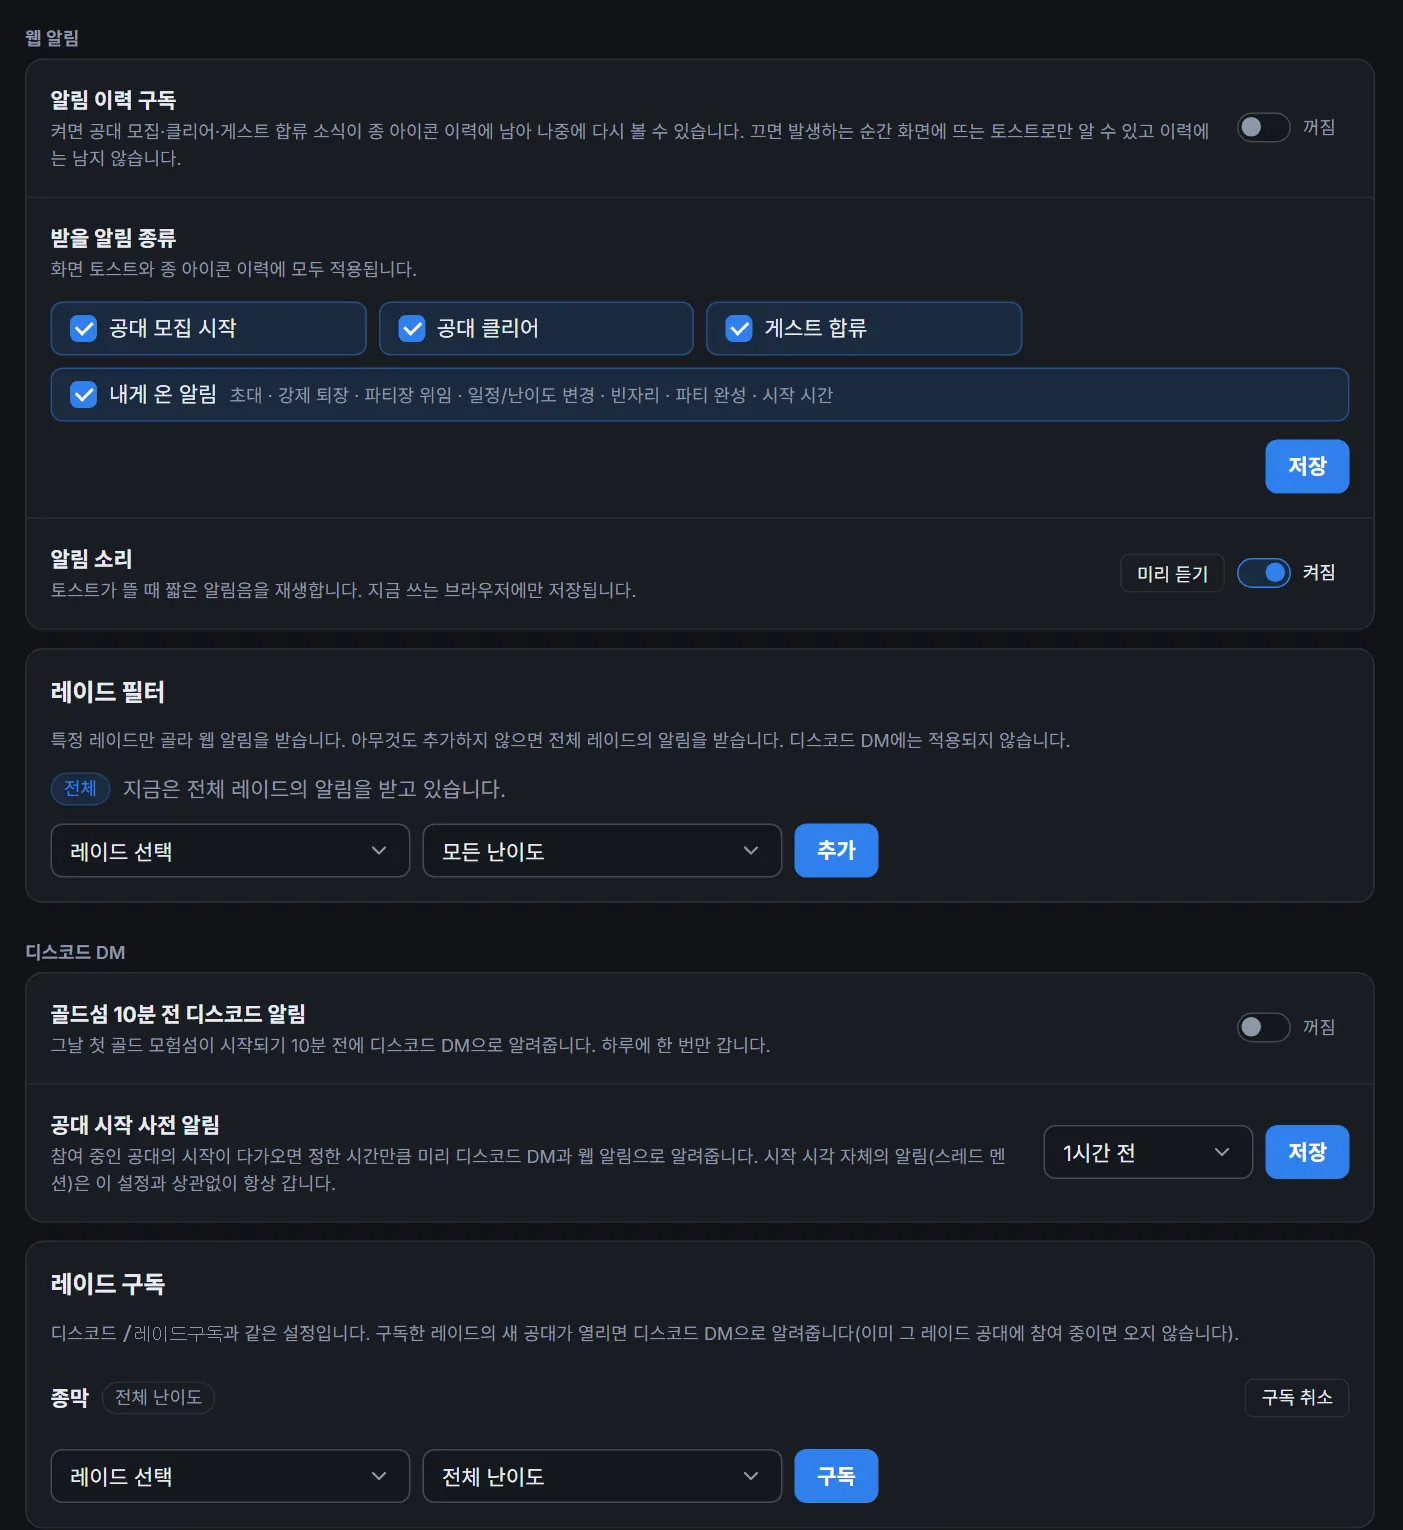 웹 알림
알림 이력 구독
켜면 공대 모집·클리어·게스트 합류 소식이 종 아이콘 이력에 남아 나중에 다시 볼 수 있습니다. 끄면 발생하는 순간 화면에 뜨는 토스트로만 알 수 있고 이력에
는 남지 않습니다.
꺼짐
받을 알림 종류
화면 토스트와 종 아이콘 이력에 모두 적용됩니다.
공대 모집 시작
공대 클리어
게스트 합류
내게 온 알림 초대 · 강제 퇴장 · 파티장 위임 · 일정/난이도 변경 · 빈자리 · 파티 완성 · 시작 시간
저장
알림 소리
토스트가 뜰 때 짧은 알림음을 재생합니다. 지금 쓰는 브라우저에만 저장됩니다.
미리 듣기
켜짐
레이드 필터
특정 레이드만 골라 웹 알림을 받습니다. 아무것도 추가하지 않으면 전체 레이드의 알림을 받습니다. 디스코드 DM에는 적용되지 않습니다.
전체 지금은 전체 레이드의 알림을 받고 있습니다.
레이드 선택
모든 난이도
추가
디스코드 DM
골드섬 10분 전 디스코드 알림
그날 첫 골드 모험섬이 시작되기 10분 전에 디스코드 DM으로 알려줍니다. 하루에 한 번만 갑니다.
꺼짐
공대 시작 사전 알림
참여 중인 공대의 시작이 다가오면 정한 시간만큼 미리 디스코드 DM과 웹 알림으로 알려줍니다. 시작 시각 자체의 알림(스레드 멘
션)은 이 설정과 상관없이 항상 갑니다.
1시간 전
저장
레이드 구독
디스코드 /레이드구독과 같은 설정입니다. 구독한 레이드의 새 공대가 열리면 디스코드 DM으로 알려줍니다(이미 그 레이드 공대에 참여 중이면 오지 않습니다).
종막
전체 난이도
구독 취소
레이드 선택
전체 난이도
구독